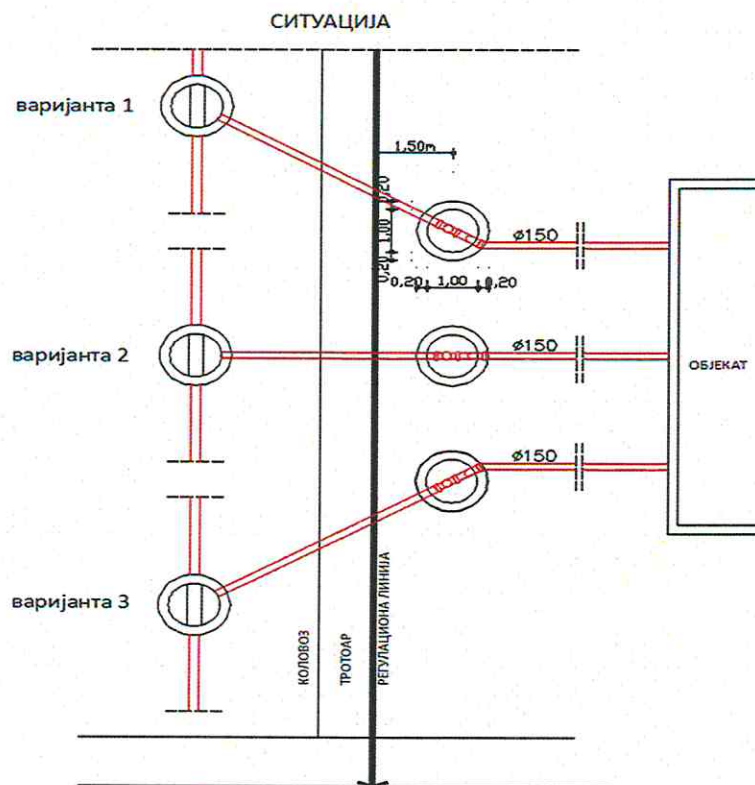 СИТУАЦИЈА
варијанта 1
1,50m
0,20
1,00
0,20
ø150
0,20 1,00 0,20
варијанта 2
ø150
ОБЈЕКАТ
ø150
варијанта 3
КОЛОВОЗ
ТРОТОАР
РЕГУЛАЦИОНА ЛИНИЈА